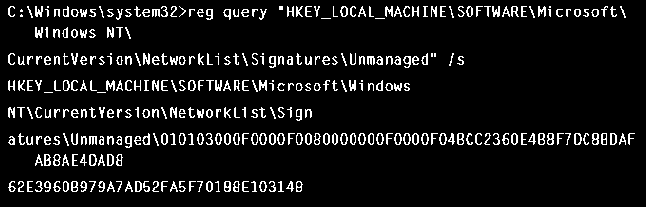 C:\Windows\system32>reg query "HKEY_LOCAL_MACHINE\SOFTWARE\Microsoft\
Windows NT\
CurrentVersion\NetworkList\Signatures\Unmanaged" /s
HKEY_LOCAL_MACHINE\SOFTWARE\Microsoft\Windows
NT\CurrentVersion\NetworkList\Sign
atures\Unmanaged\010103000F0000F0080000000F0000F04BCC2360E4B8F7DC8BDAF
AB8AE4DAD8
62E39608979A7AD52FA5F70188E103148